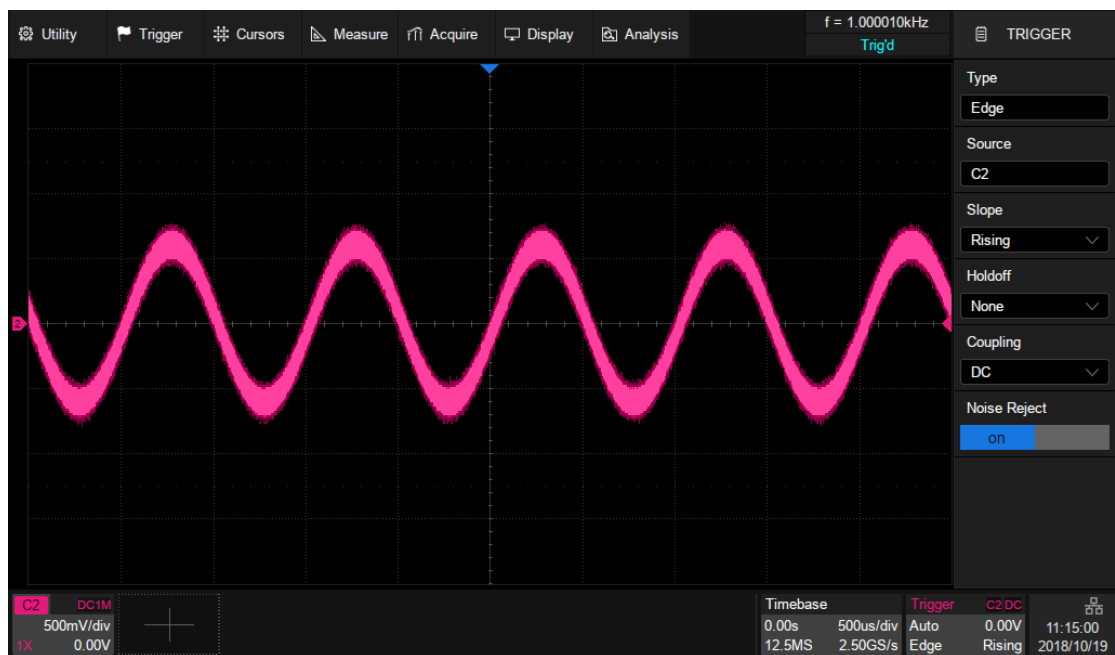 Utility Trigger Cursors Measure Acquire Display Analysis
f = 1.000010kHz
Trig'd
TRIGGER
Type
Edge
Source
C2
Slope
Rising
Holdoff
None
Coupling
DC
Noise Reject
on
2
C2 DC1M
500mV/div
1X 0.00V
Timebase
0.00s 500us/div
12.5MS 2.50GS/s
Trigger C2 DC
Auto 0.00V
Edge Rising
11:15:00
2018/10/19